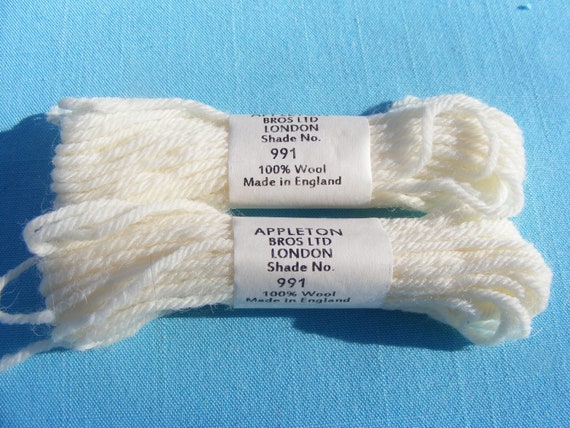 APPLETON
BROS LTD
LONDON
Shade No.
991
100% Wool
Made in England
APPLETON
BROS LTD
LONDON
Shade No.
991
100% Wool
Made in England